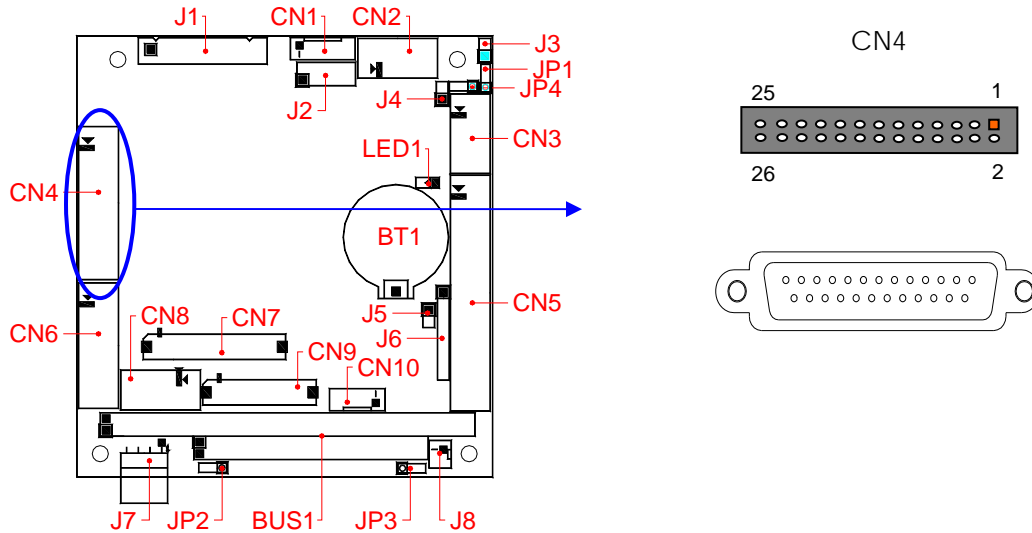 J1
CN1
CN2
J3
JP1
JP4
J2
J4
CN3
LED1
CN4
BT1
CN5
CN6
CN8
CN7
J5
J6
CN9
CN10
J7
JP2
BUS1
JP3
J8
CN4
25
1
26
2